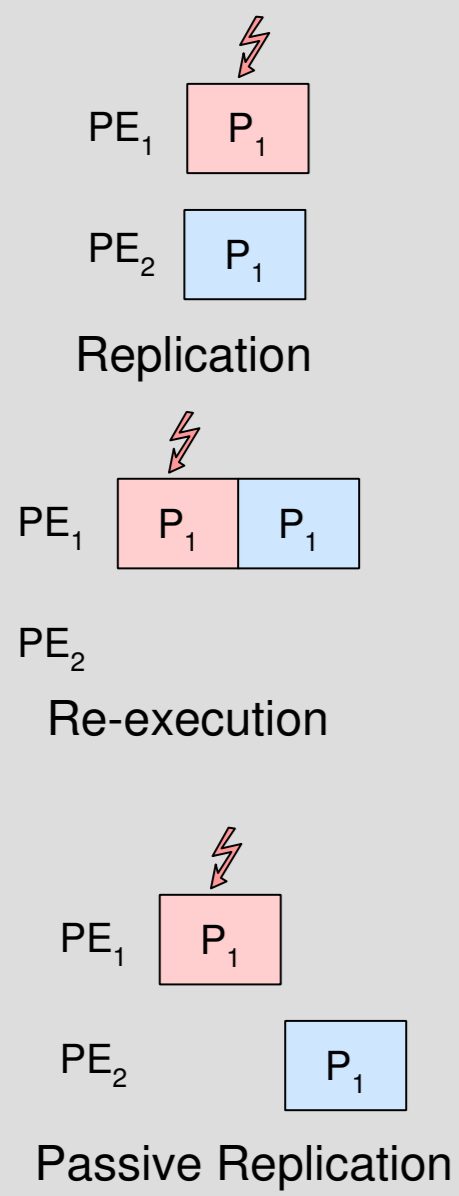 PE₁ P₁
PE₂ P₁
Replication
PE₁ P₁ P₁
PE₂
Re-execution
PE₁ P₁
PE₂ P₁
Passive Replication